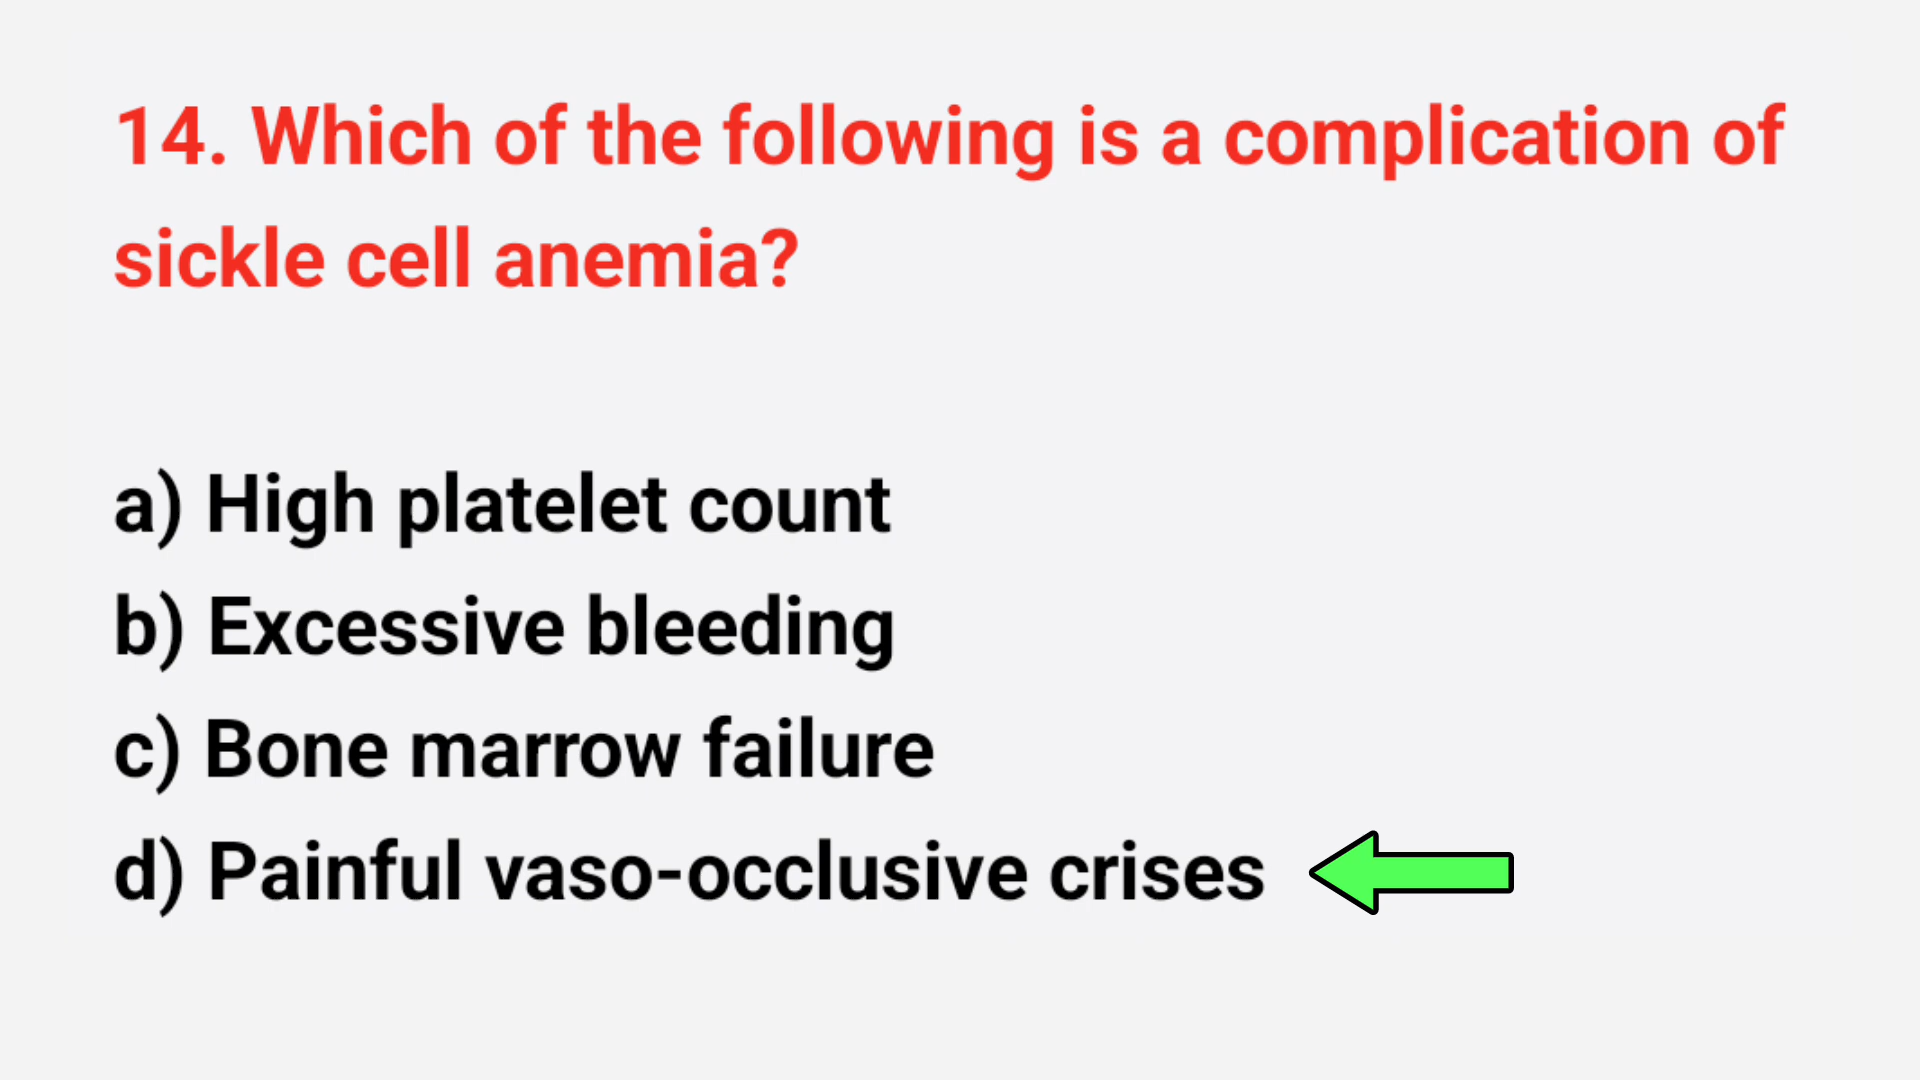 14. Which of the following is a complication of
sickle cell anemia?
a) High platelet count
b) Excessive bleeding
c) Bone marrow failure
d) Painful vaso-occlusive crises